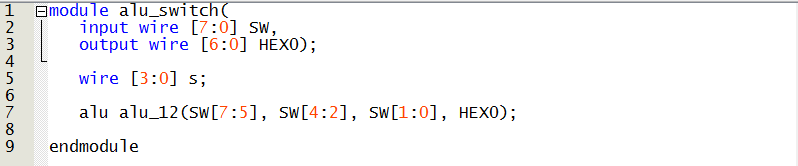 1 module alu_switch(
2 input wire [7:0] SW,
3 output wire [6:0] HEX0);
4
5 wire [3:0] s;
6
7 alu alu_12(SW[7:5], SW[4:2], SW[1:0], HEX0);
8
9 endmodule